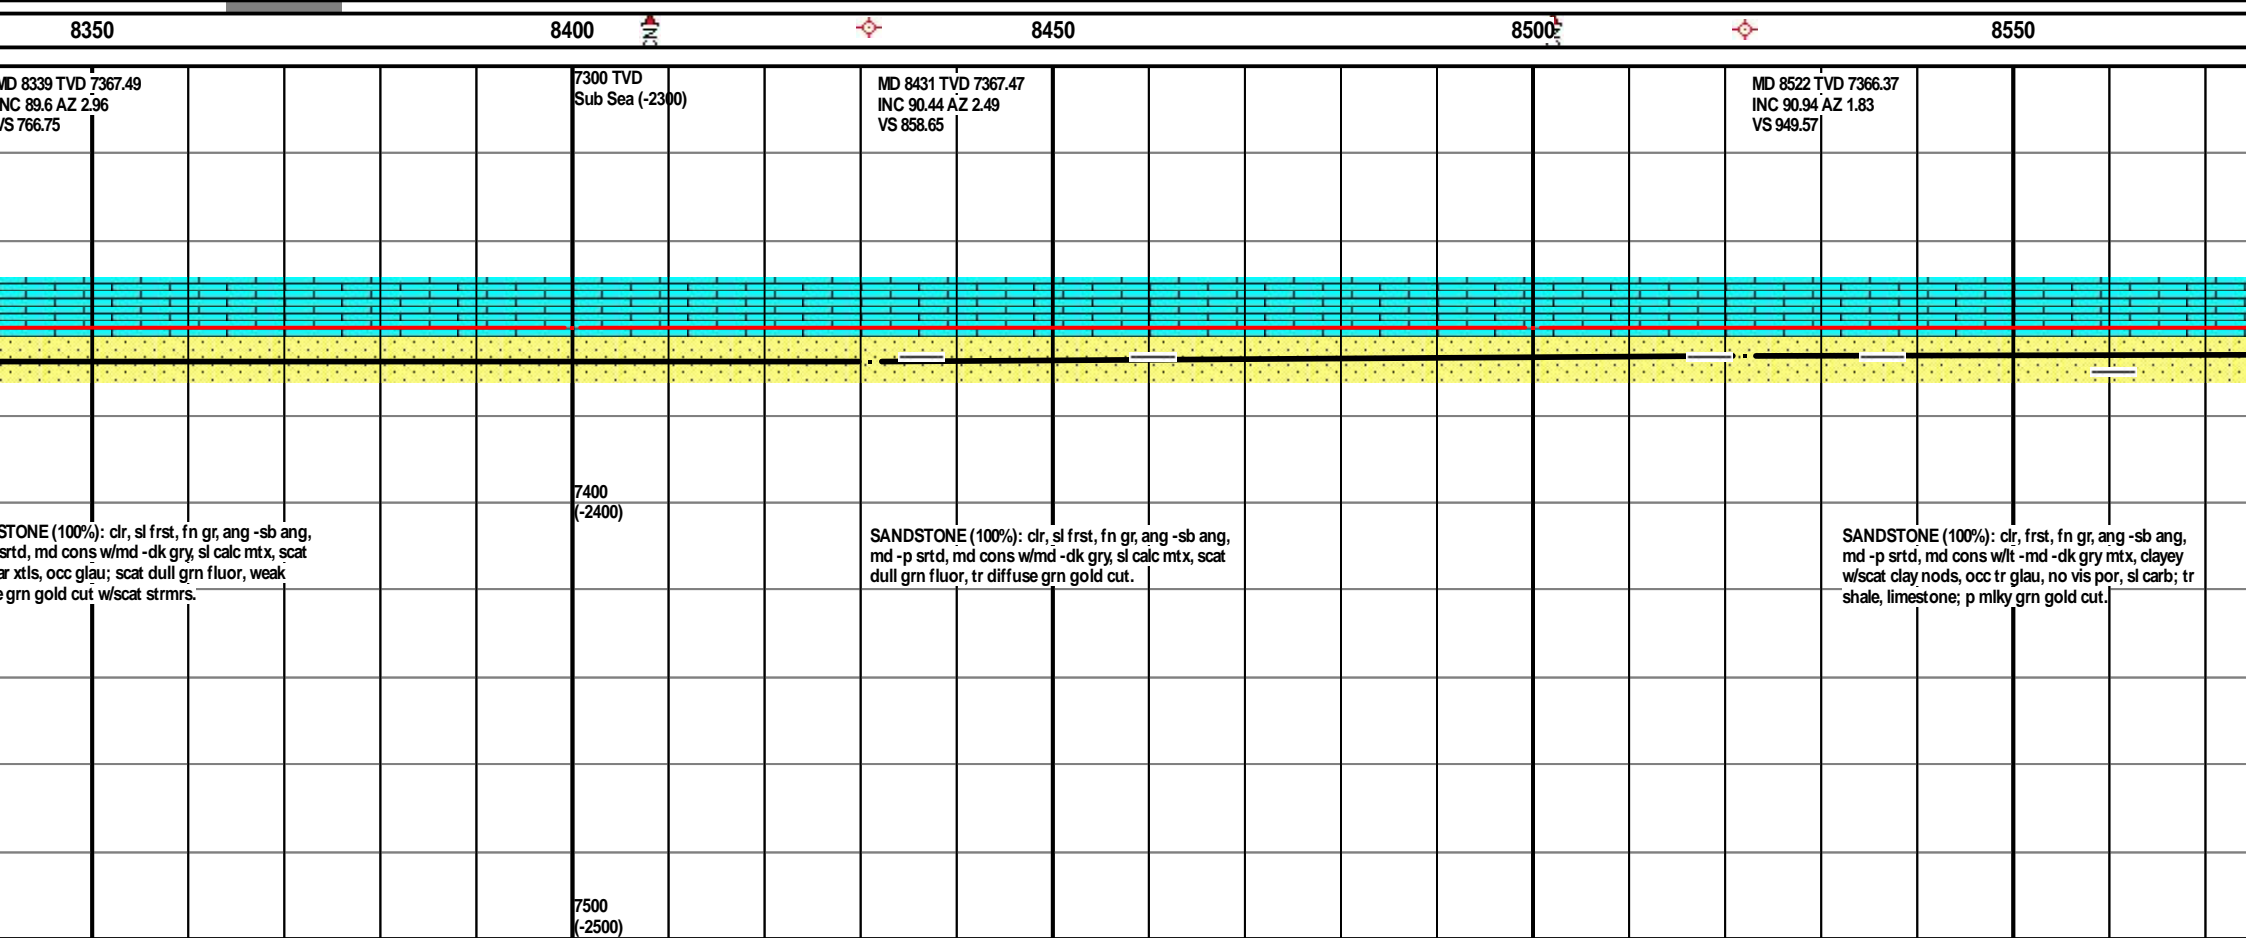 8350
8400
CN
8450
8500
8550
MD 8339 TVD 7367.49
INC 89.6 AZ 2.96
VS 766.75
7300 TVD
Sub Sea (-2300)
MD 8431 TVD 7367.47
INC 90.44 AZ 2.49
VS 858.65
MD 8522 TVD 7366.37
INC 90.94 AZ 1.83
VS 949.57
7400
(-2400)
STONE (100%): clr, sl frst, fn gr, ang -sb ang,
srtd, md cons w/md -dk gry, sl calc mtx, scat
ar xtls, occ glau; scat dull grn fluor, weak
e grn gold cut w/scat strmrs.
SANDSTONE (100%): clr, sl frst, fn gr, ang -sb ang,
md -p srtd, md cons w/md -dk gry, sl calc mtx, scat
dull grn fluor, tr diffuse grn gold cut.
SANDSTONE (100%): clr, frst, fn gr, ang -sb ang,
md -p srtd, md cons w/lt -md -dk gry mtx, clayey
w/scat clay nods, occ tr glau, no vis por, sl carb; tr
shale, limestone; p mlky grn gold cut.
7500
(-2500)